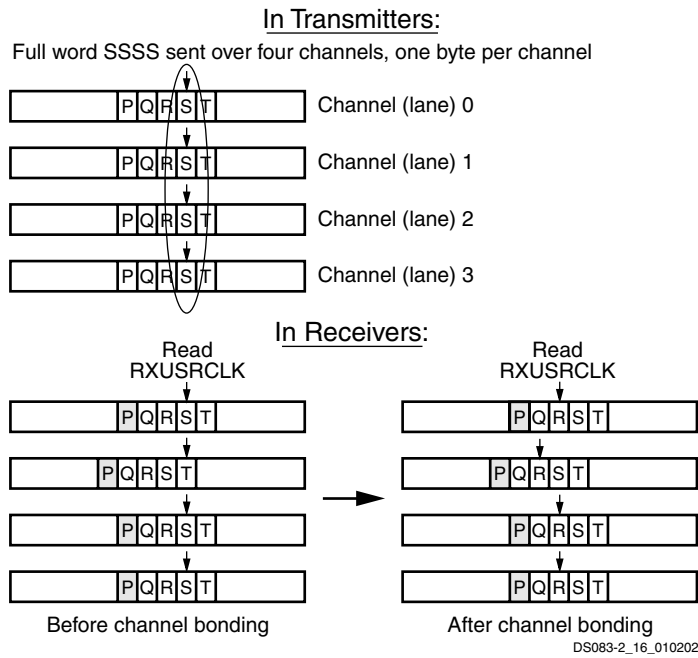 In Transmitters:
Full word SSSS sent over four channels, one byte per channel
P Q R S T Channel (lane) 0
P Q R S T Channel (lane) 1
P Q R S T Channel (lane) 2
P Q R S T Channel (lane) 3
In Receivers:
Read
RXUSRCLK
P Q R S T
P Q R S T
P Q R S T
P Q R S T
Before channel bonding
Read
RXUSRCLK
P Q R S T
P Q R S T
P Q R S T
P Q R S T
After channel bonding
DS083-2_16_010202